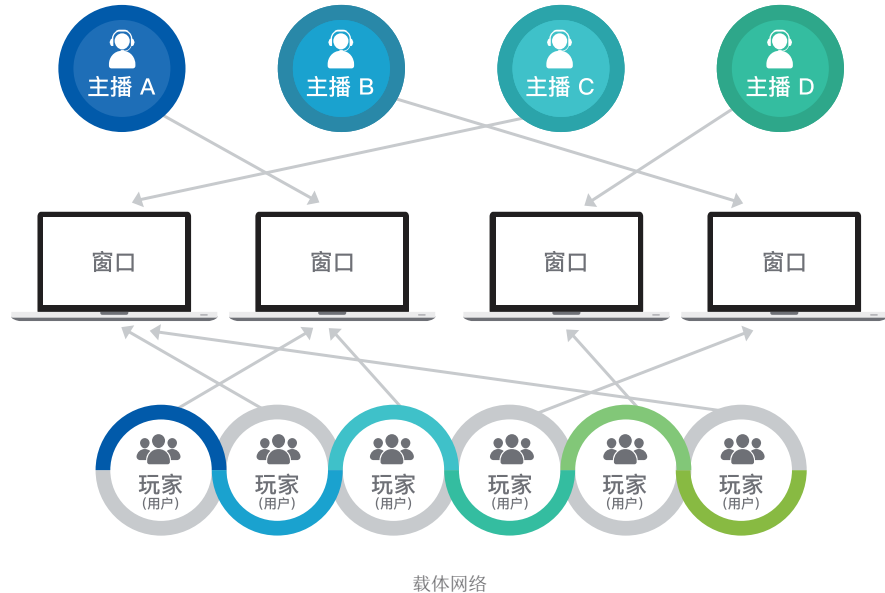 主播 A
主播 B
主播 C
主播 D
窗口
窗口
窗口
窗口
玩家
(用户)
玩家
(用户)
玩家
(用户)
玩家
(用户)
玩家
(用户)
玩家
(用户)
载体网络